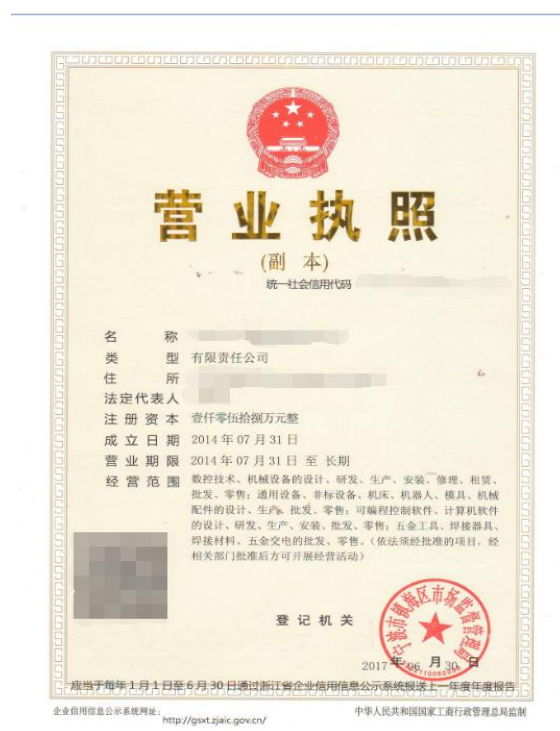 营业执照
(副 本)
统一社会信用代码
名 称
类 型 有限责任公司
住 所
法定代表人
注册资本 壹仟零伍拾捌万元整
成立日期 2014年07月31日
营业期限 2014年07月31日 至 长期
经营范围 数控技术、机械设备的设计、研发、生产、安装、修理、租赁、
批发、零售；通用设备、非标设备、机床、机器人、模具、机械
配件的设计、生产、批发、零售；可编程控制软件、计算机软件
的设计、研发、生产、安装、批发、零售；五金工具、焊接器具、
焊接材料、五金交电的批发、零售。（依法须经批准的项目，经
相关部门批准后方可开展经营活动）
宁波市镇海区市场监督管理局
登记机关
2017年06月30日
应当于每年1月1日至6月30日通过浙江省企业信用信息公示系统报送上一年度年度报告
企业信用信息公示系统网址：
http://gsxt.zjaic.gov.cn/
中华人民共和国国家工商行政管理总局监制